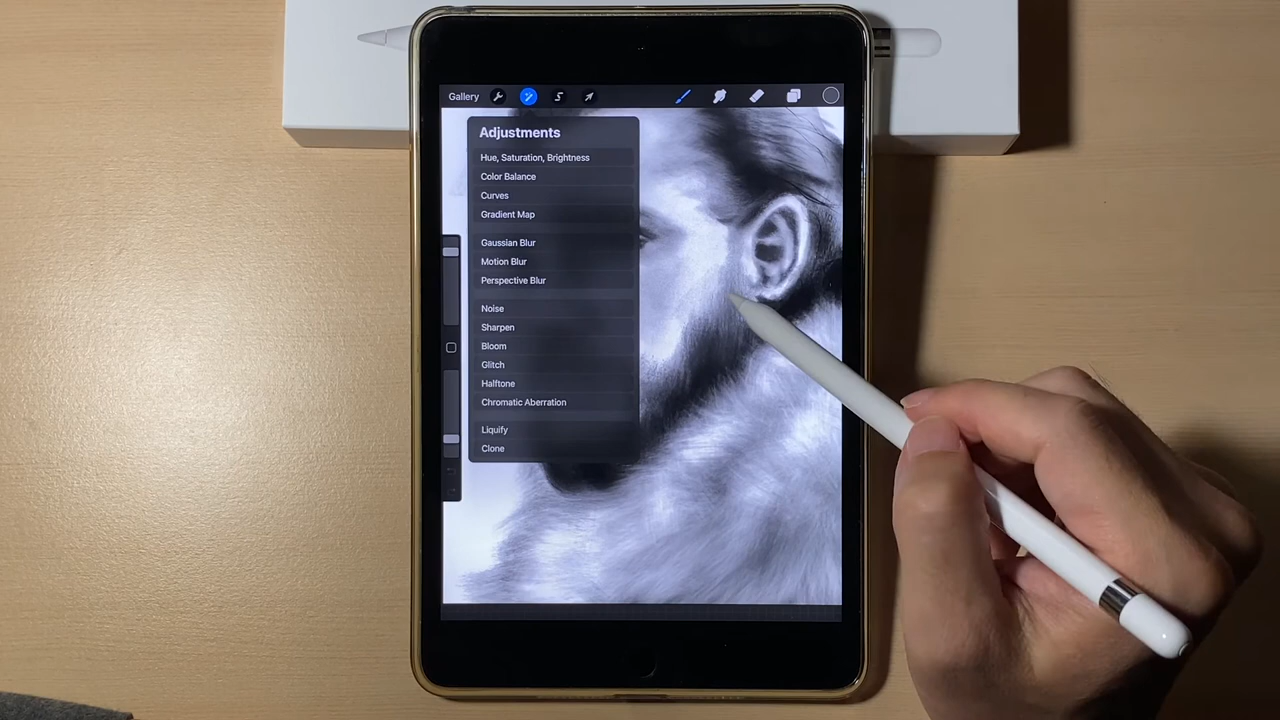 Gallery
Adjustments
Hue, Saturation, Brightness
Color Balance
Curves
Gradient Map
Gaussian Blur
Motion Blur
Perspective Blur
Noise
Sharpen
Bloom
Glitch
Halftone
Chromatic Aberration
Liquify
Clone